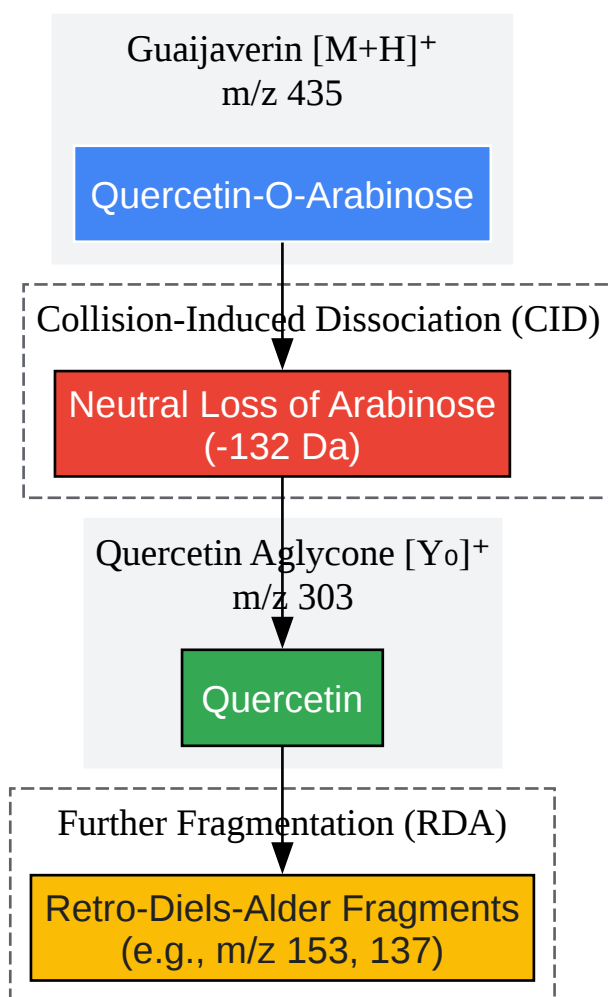 Guaijaverin [M+H]⁺
m/z 435
Quercetin-O-Arabinose
Collision-Induced Dissociation (CID)
Neutral Loss of Arabinose
(-132 Da)
Quercetin Aglycone [Y₀]⁺
m/z 303
Quercetin
Further Fragmentation (RDA)
Retro-Diels-Alder Fragments
(e.g., m/z 153, 137)